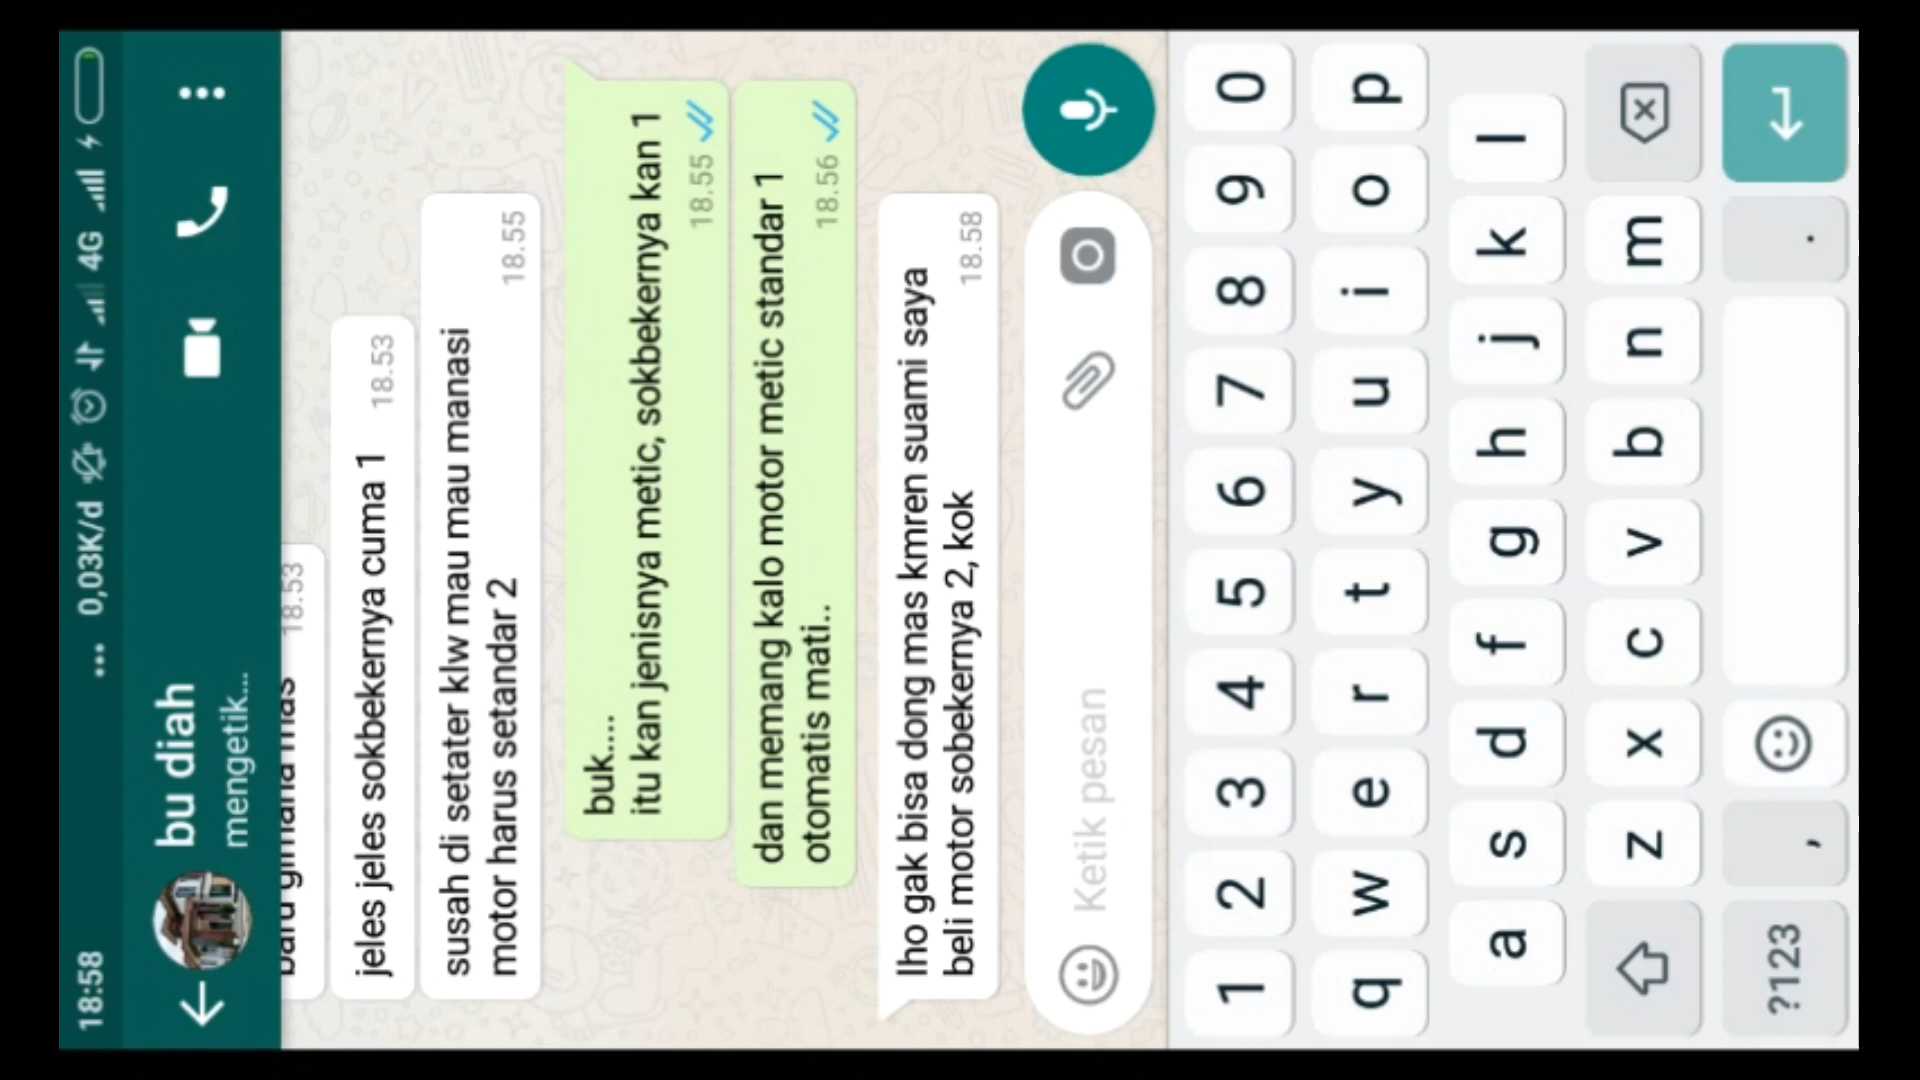 18:58 ... 0,03K/d 4G
bu diah
mengetik...
baru gimana mas 18.53
jeles jeles sokbekernya cuma 1 18.53
susah di setater klw mau mau manasi
motor harus setandar 2 18.55
buk....
itu kan jenisnya metic, sokbekernya kan 1
18.55
dan memang kalo motor metic standar 1
otomatis mati.. 18.56
lho gak bisa dong mas kmren suami saya
beli motor sobekernya 2, kok 18.58
Ketik pesan
1 2 3 4 5 6 7 8 9 0
q w e r t y u i o p
a s d f g h j k l
z x c v b n m
?123 , .